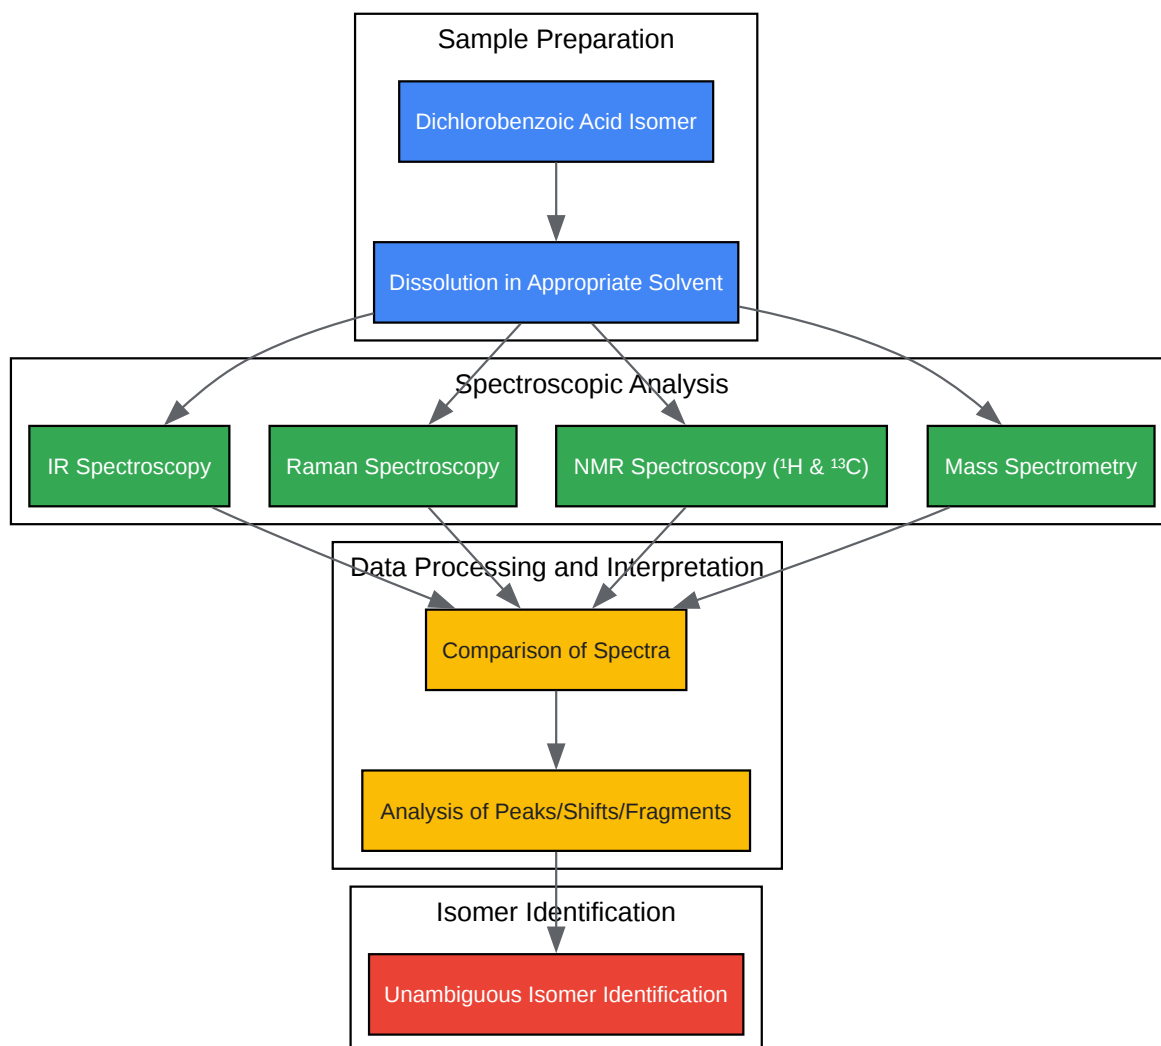 Sample Preparation
Dichlorobenzoic Acid Isomer
Dissolution in Appropriate Solvent
Spectroscopic Analysis
IR Spectroscopy
Raman Spectroscopy
NMR Spectroscopy (¹H & ¹³C)
Mass Spectrometry
Data Processing and Interpretation
Comparison of Spectra
Analysis of Peaks/Shifts/Fragments
Isomer Identification
Unambiguous Isomer Identification